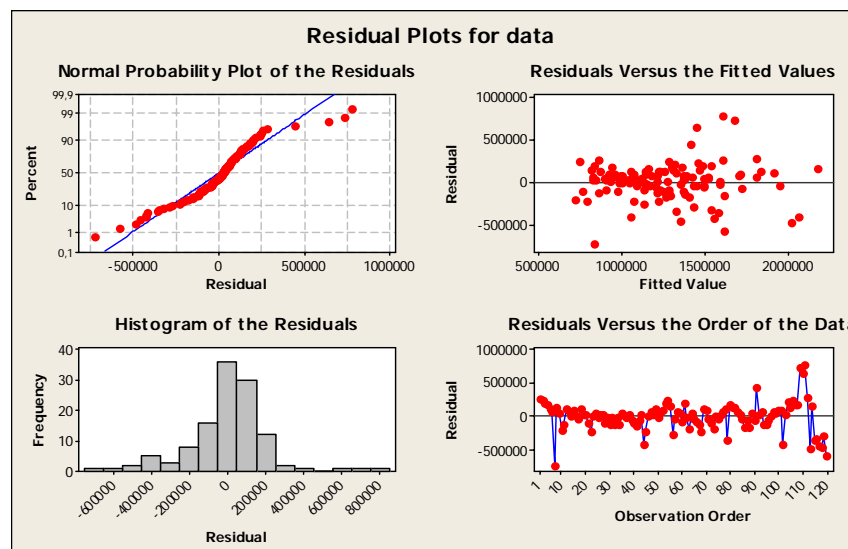 Residual Plots for data
Normal Probability Plot of the Residuals
99,9
99
90
50
10
1
0,1
Percent
-500000 0 500000 1000000
Residual
Residuals Versus the Fitted Values
1000000
500000
0
-500000
Residual
500000 1000000 1500000 2000000
Fitted Value
Histogram of the Residuals
40
30
20
10
0
Frequency
-600000 -400000 -200000 0 200000 400000 600000 800000
Residual
Residuals Versus the Order of the Data
1000000
500000
0
-500000
Residual
1 10 20 30 40 50 60 70 80 90 100 110 120
Observation Order